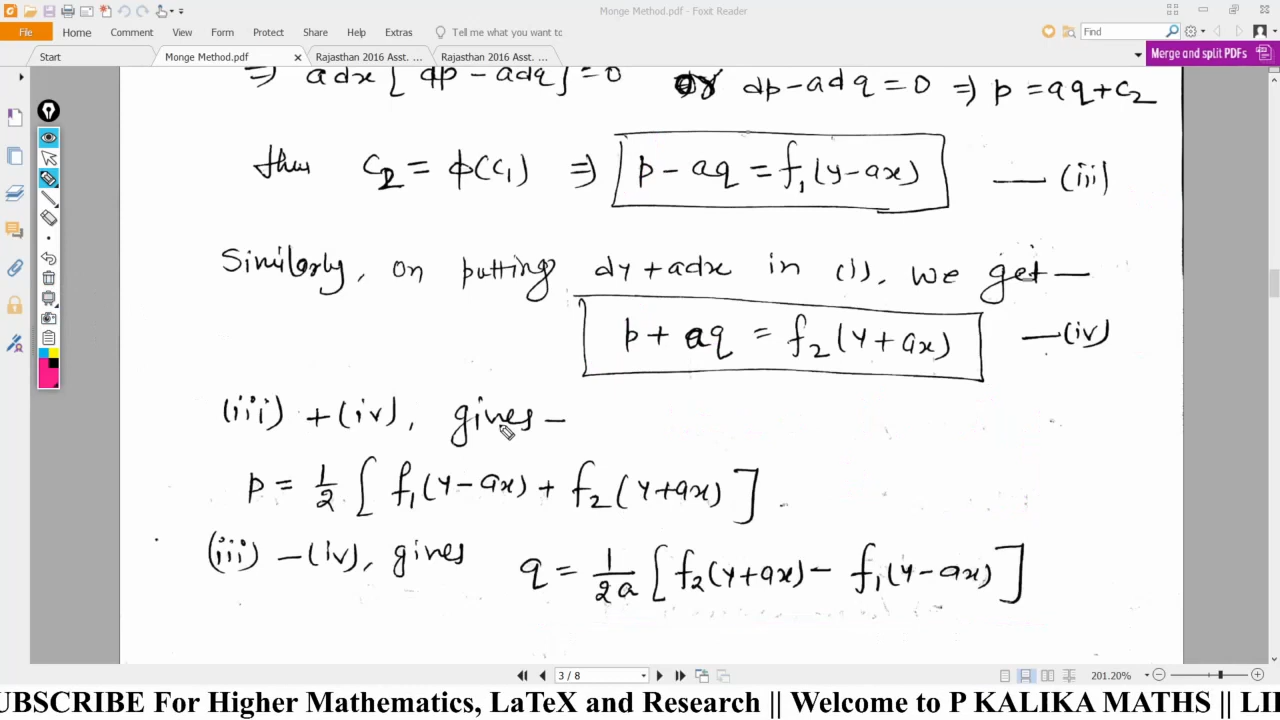 Monge Method.pdf - Foxit Reader
File Home Comment View Form Protect Share Help Extras Tell me what you want to Find
Start Monge Method.pdf Rajasthan 2016 Asst. ... Rajasthan 2016 Asst. ... Merge and split PDFs
⇒ adx [ dp - adq ] = 0 or dp - adq = 0 ⇒ p = aq + c₂
thus c₂ = ϕ(c₁) ⇒ p - aq = f₁(y - ax) — (iii)
Similarly, on putting dy + adx in (i), we get —
p + aq = f₂(y + ax) — (iv)
(iii) + (iv), gives -
p = 1/2 [ f₁(y - ax) + f₂(y + ax) ]
(iii) - (iv), gives q = 1/2a [ f₂(y + ax) - f₁(y - ax) ]
3 / 8 201.20%
UBSCRIBE For Higher Mathematics, LaTeX and Research || Welcome to P KALIKA MATHS || LI